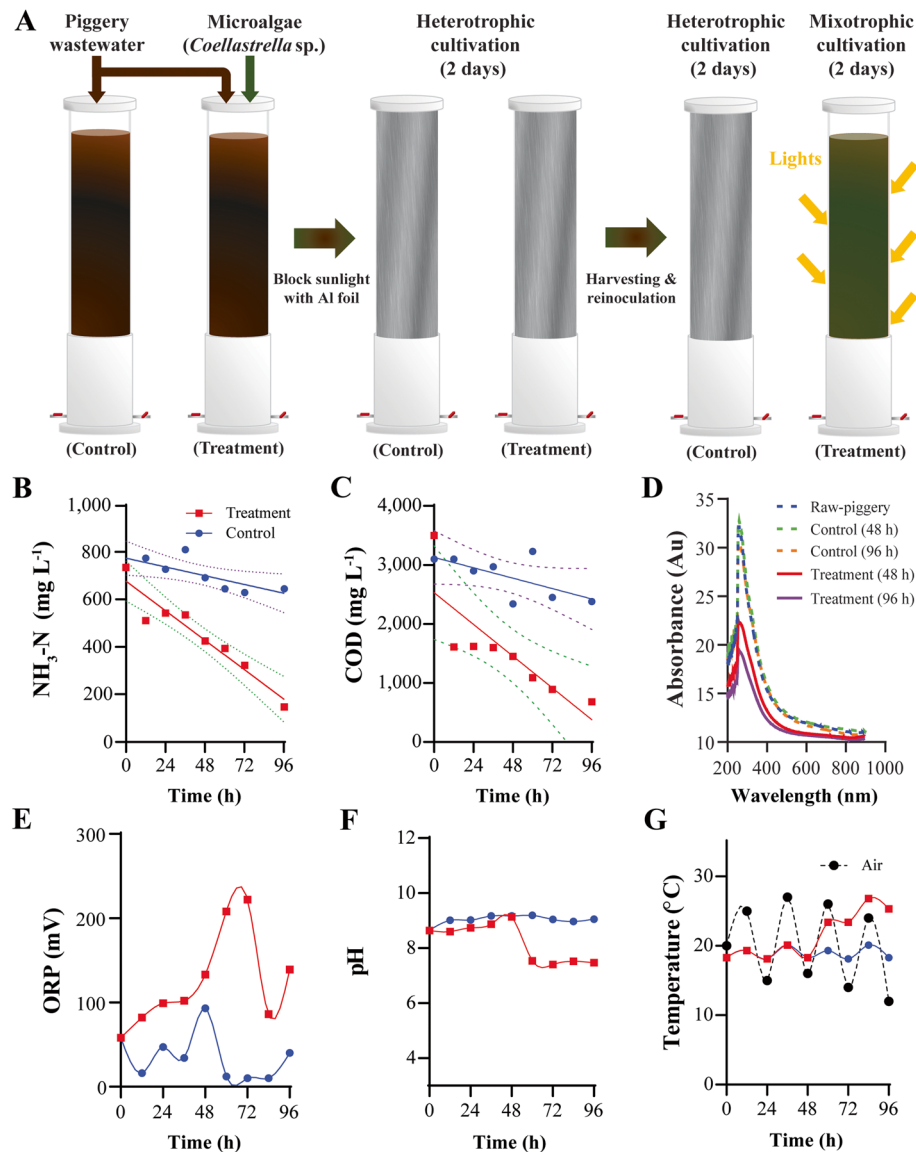 A
Piggery
wastewater
Microalgae
(Coellastrella sp.)
Heterotrophic
cultivation
(2 days)
Heterotrophic
cultivation
(2 days)
Mixotrophic
cultivation
(2 days)
Lights
Block sunlight
with Al foil
Harvesting &
reinoculation
(Control)
(Treatment)
(Control)
(Treatment)
(Control)
(Treatment)
B
NH3-N (mg L-1)
1,000
800
600
400
200
0
Treatment
Control
0 24 48 72 96
Time (h)
C
COD (mg L-1)
4,000
3,000
2,000
1,000
0
0 24 48 72 96
Time (h)
D
Absorbance (Au)
35
30
25
20
15
10
Raw-piggery
Control (48 h)
Control (96 h)
Treatment (48 h)
Treatment (96 h)
200 400 600 800 1000
Wavelength (nm)
E
ORP (mV)
300
200
100
0
0 24 48 72 96
Time (h)
F
pH
12
10
8
6
4
0 24 48 72 96
Time (h)
G
Temperature (°C)
30
20
10
0
Air
0 24 48 72 96
Time (h)